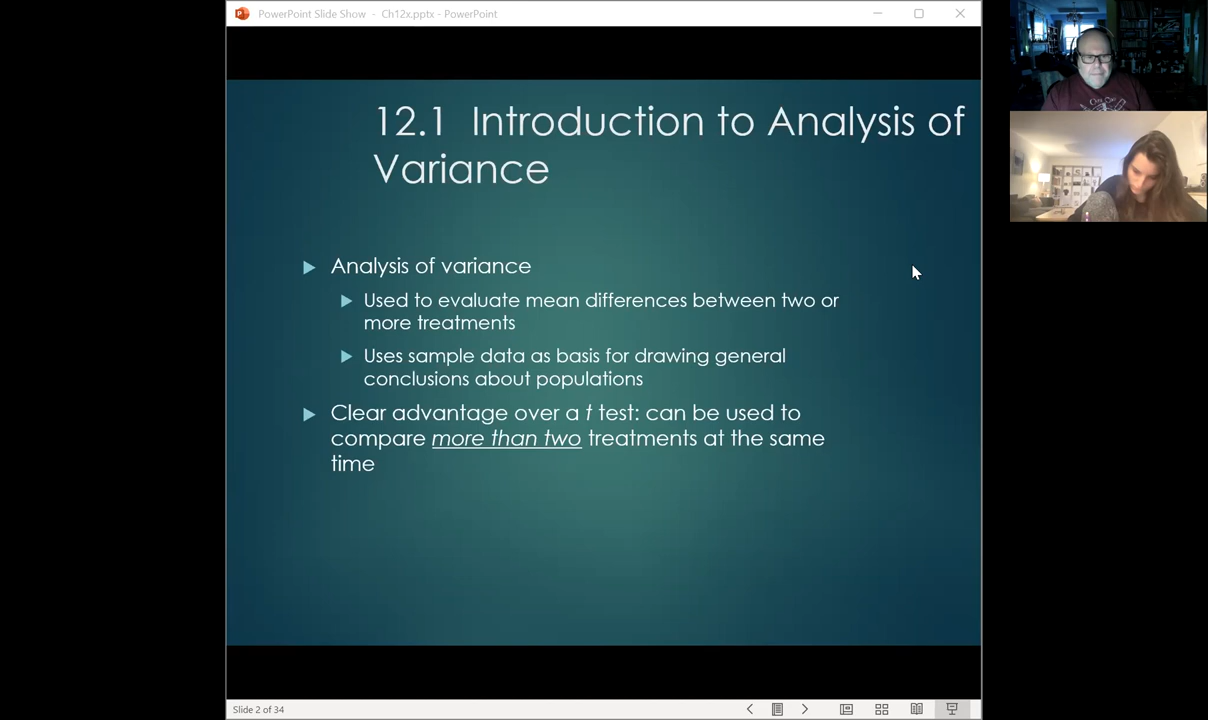 PowerPoint Slide Show - Ch12x.pptx - PowerPoint
12.1 Introduction to Analysis of
Variance
Analysis of variance
Used to evaluate mean differences between two or
more treatments
Uses sample data as basis for drawing general
conclusions about populations
Clear advantage over a t test: can be used to
compare more than two treatments at the same
time
Slide 2 of 34